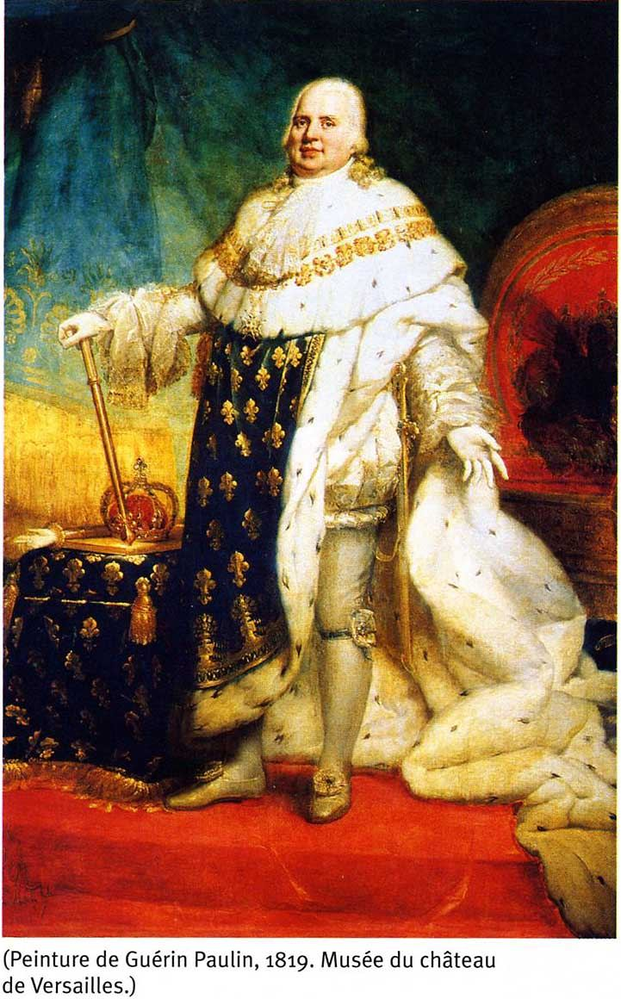 (Peinture de Guérin Paulin, 1819. Musée du château
de Versailles.)